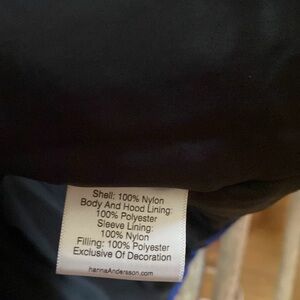 Shell: 100% Nylon
Body And Hood Lining:
100% Polyester
Sleeve Lining:
100% Nylon
Filling: 100% Polyester
Exclusive Of Decoration
hannaAndersson.com